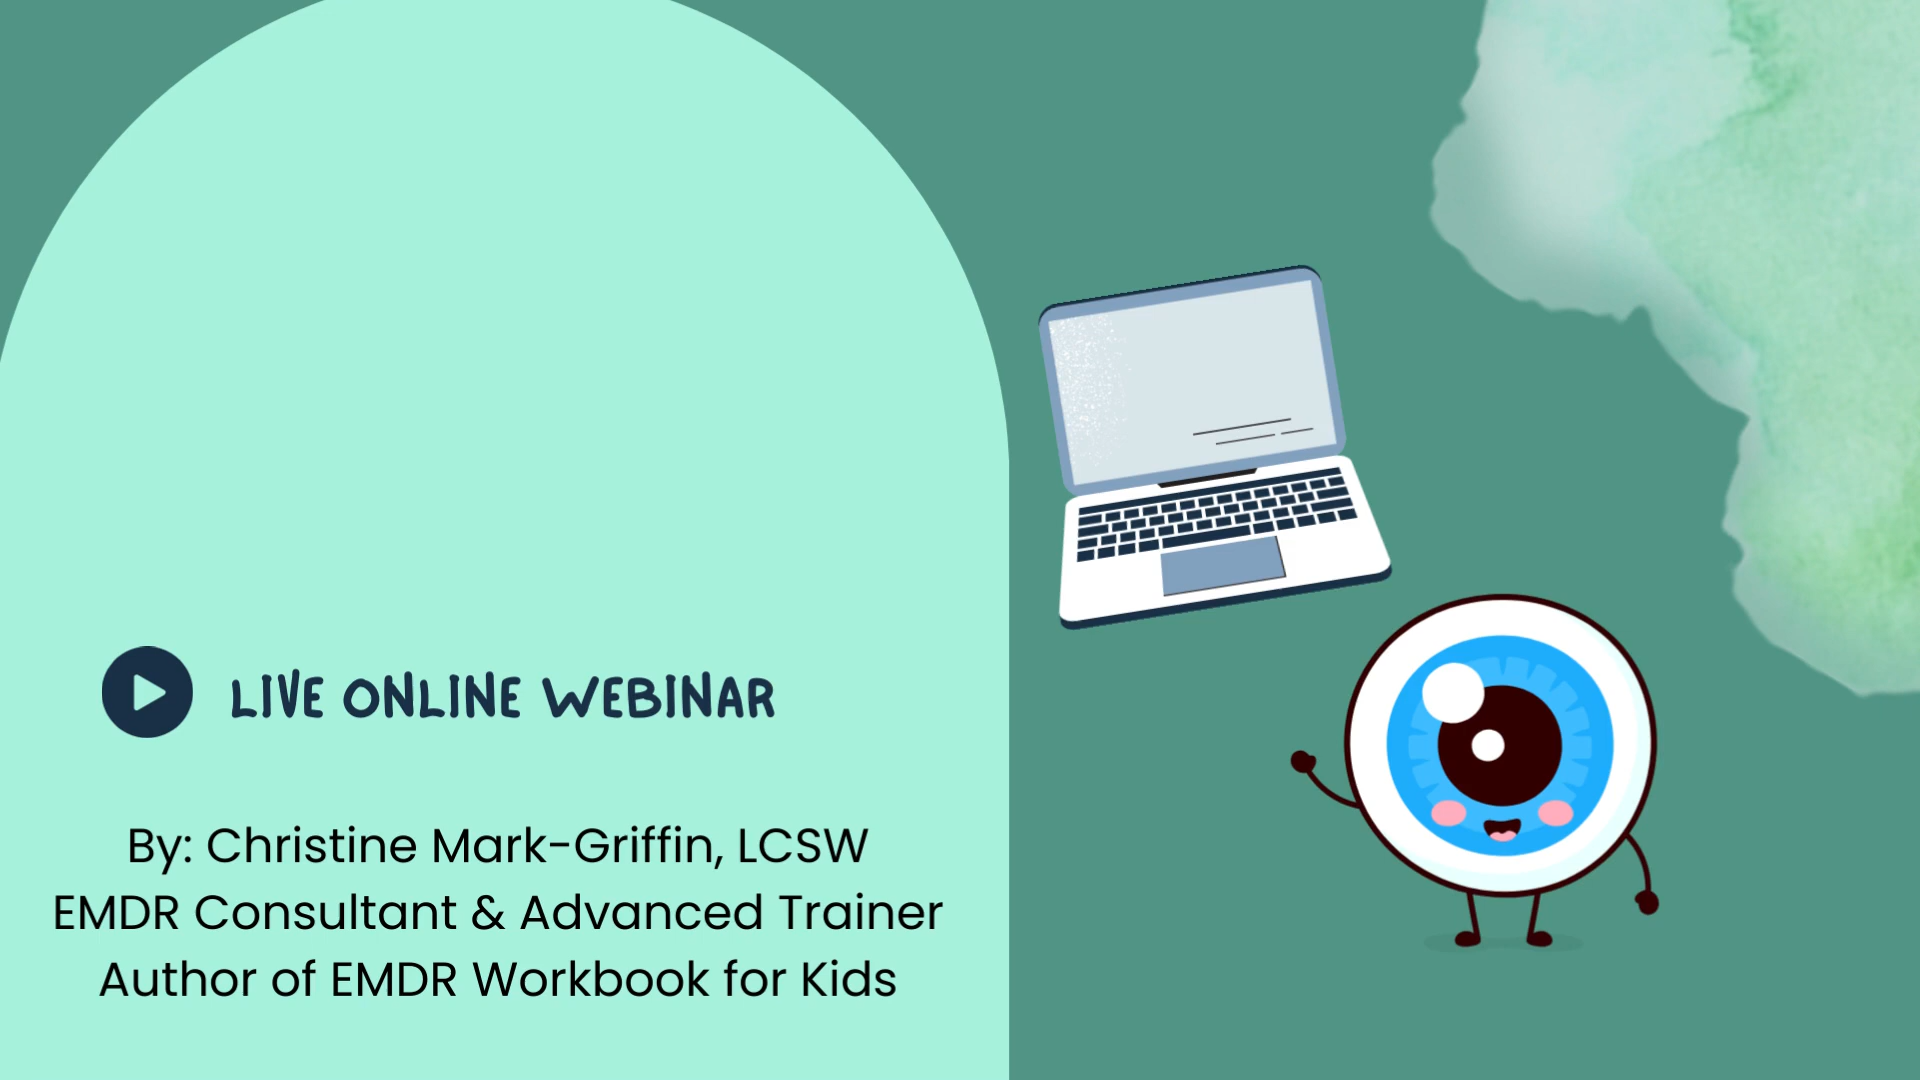 LIVE ONLINE WEBINAR
By: Christine Mark-Griffin, LCSW
EMDR Consultant & Advanced Trainer
Author of EMDR Workbook for Kids